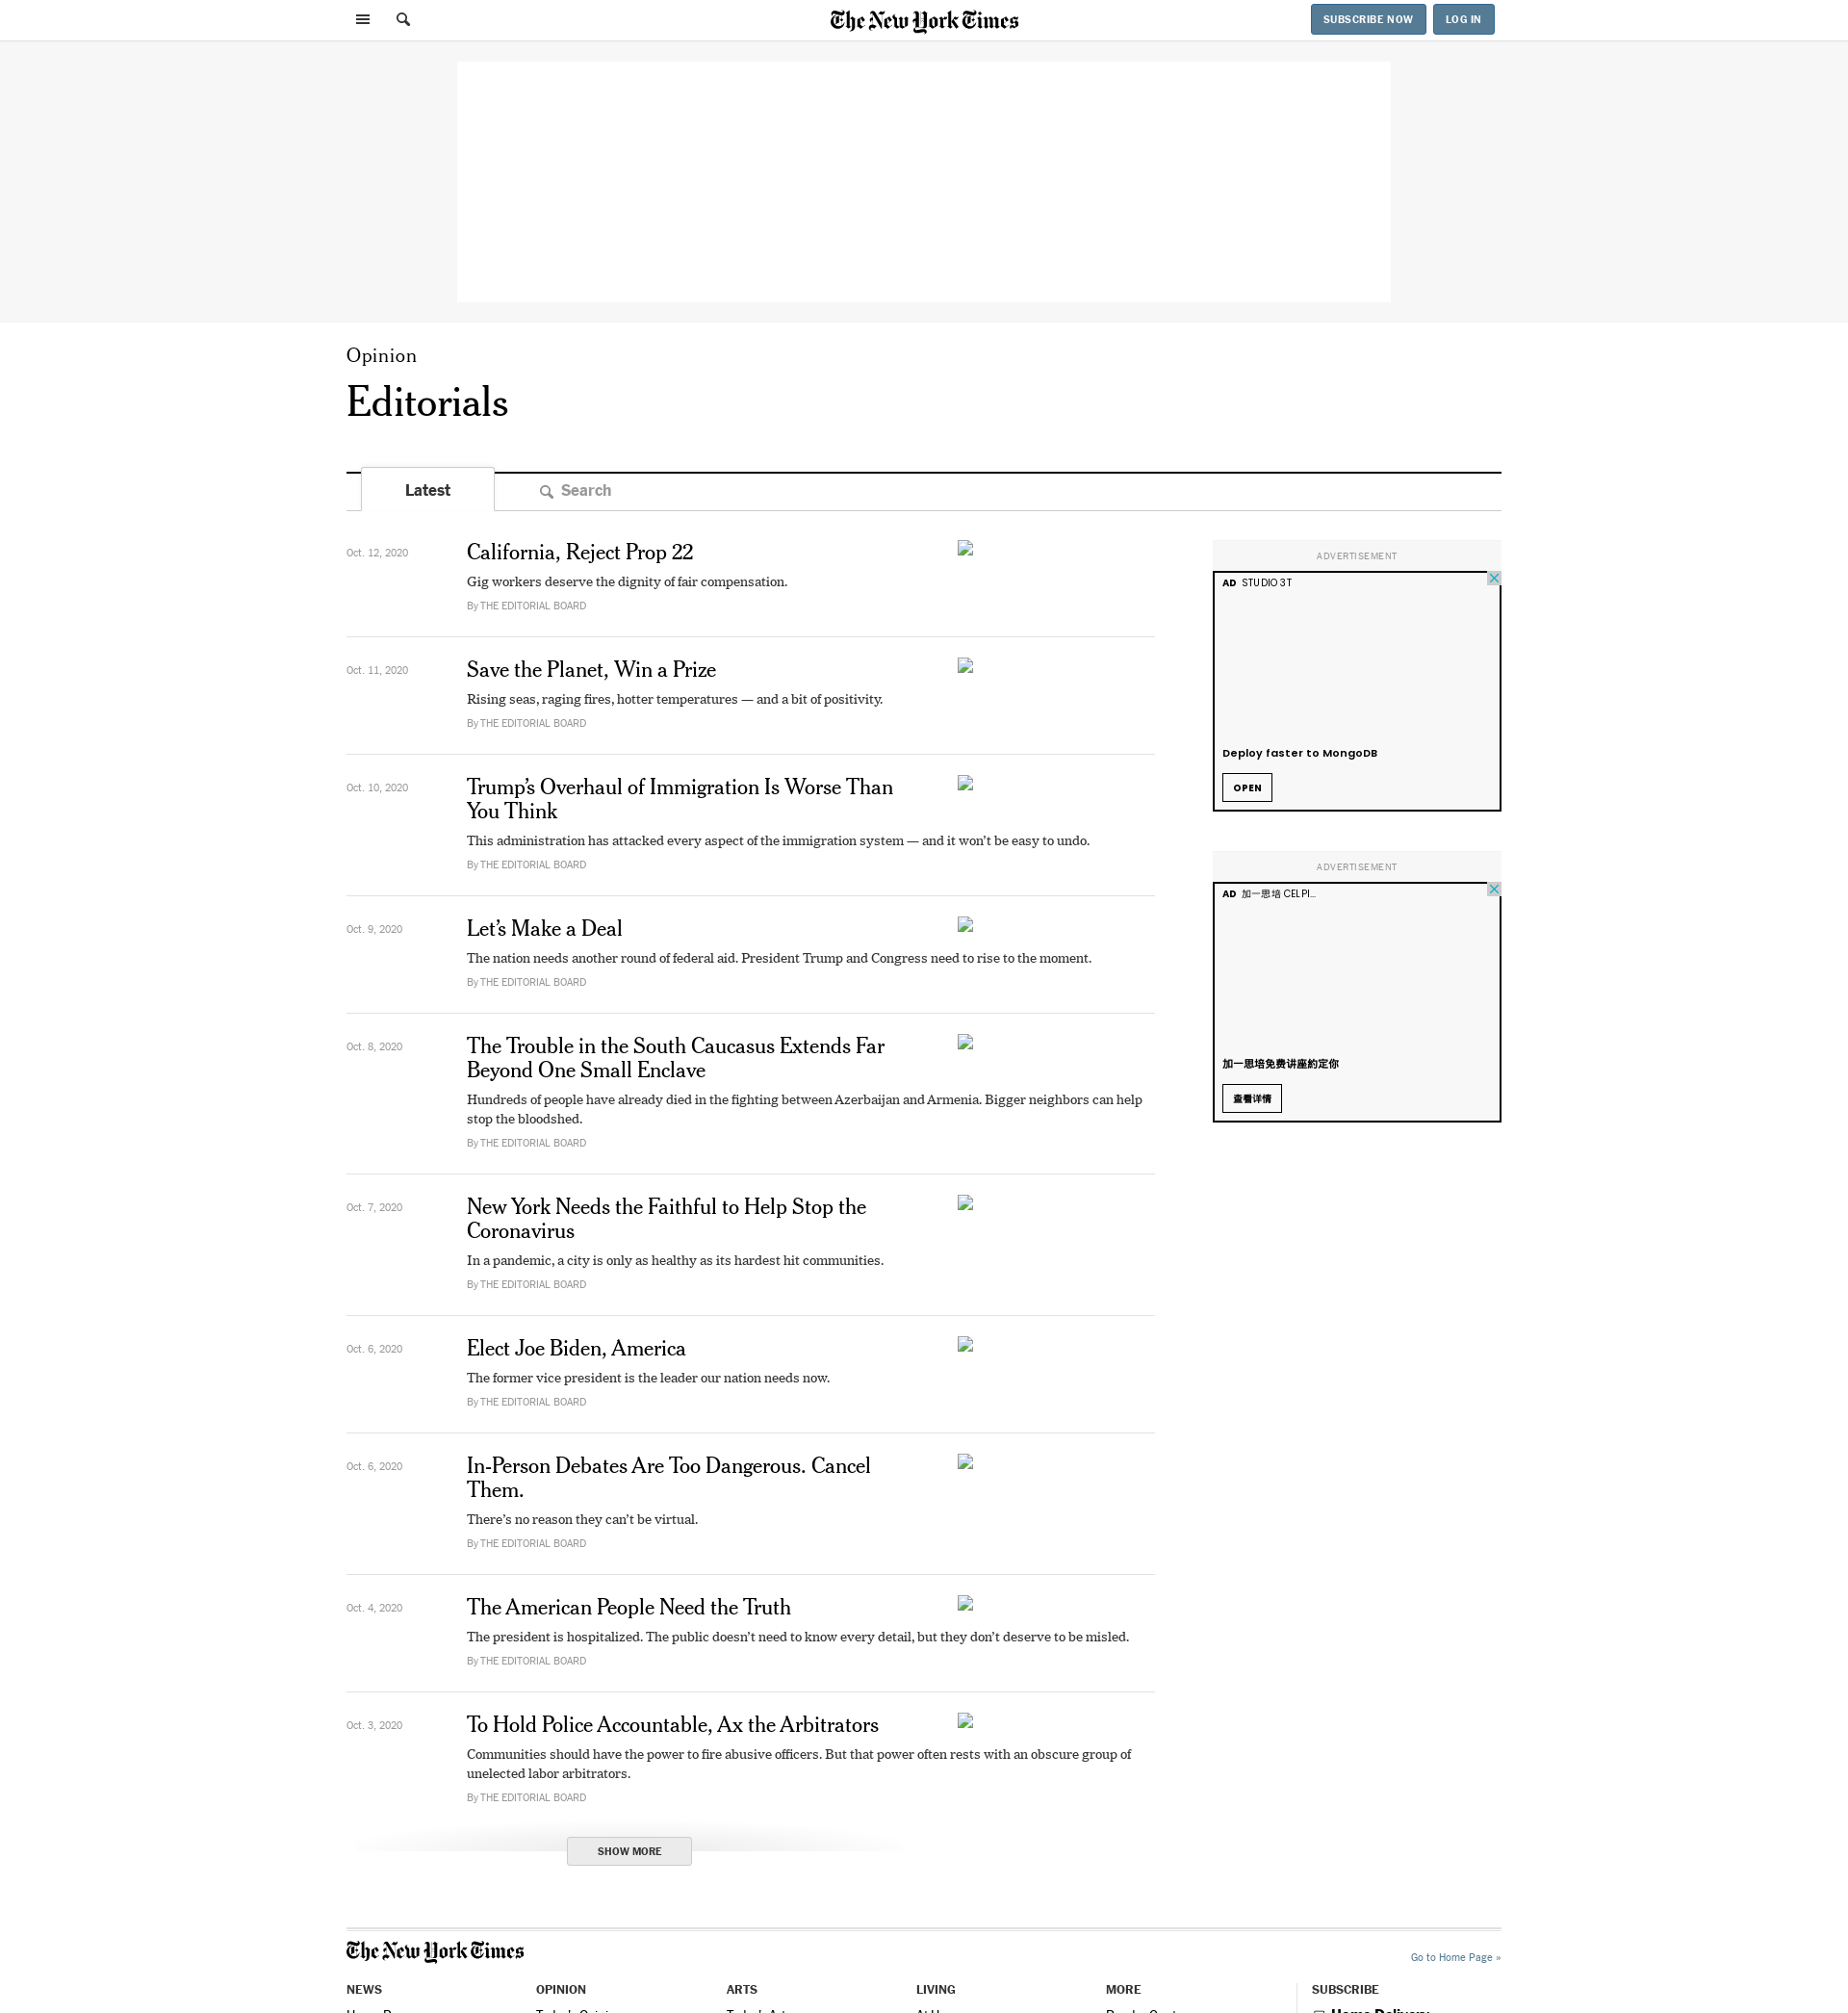 The New York Times
SUBSCRIBE NOW
LOG IN
Opinion
Editorials
Latest
Search
Oct. 12, 2020
California, Reject Prop 22
Gig workers deserve the dignity of fair compensation.
By THE EDITORIAL BOARD
Oct. 11, 2020
Save the Planet, Win a Prize
Rising seas, raging fires, hotter temperatures — and a bit of positivity.
By THE EDITORIAL BOARD
Oct. 10, 2020
Trump’s Overhaul of Immigration Is Worse Than
You Think
This administration has attacked every aspect of the immigration system — and it won’t be easy to undo.
By THE EDITORIAL BOARD
Oct. 9, 2020
Let’s Make a Deal
The nation needs another round of federal aid. President Trump and Congress need to rise to the moment.
By THE EDITORIAL BOARD
Oct. 8, 2020
The Trouble in the South Caucasus Extends Far
Beyond One Small Enclave
Hundreds of people have already died in the fighting between Azerbaijan and Armenia. Bigger neighbors can help
stop the bloodshed.
By THE EDITORIAL BOARD
Oct. 7, 2020
New York Needs the Faithful to Help Stop the
Coronavirus
In a pandemic, a city is only as healthy as its hardest hit communities.
By THE EDITORIAL BOARD
Oct. 6, 2020
Elect Joe Biden, America
The former vice president is the leader our nation needs now.
By THE EDITORIAL BOARD
Oct. 6, 2020
In-Person Debates Are Too Dangerous. Cancel
Them.
There’s no reason they can’t be virtual.
By THE EDITORIAL BOARD
Oct. 4, 2020
The American People Need the Truth
The president is hospitalized. The public doesn’t need to know every detail, but they don’t deserve to be misled.
By THE EDITORIAL BOARD
Oct. 3, 2020
To Hold Police Accountable, Ax the Arbitrators
Communities should have the power to fire abusive officers. But that power often rests with an obscure group of
unelected labor arbitrators.
By THE EDITORIAL BOARD
SHOW MORE
ADVERTISEMENT
AD STUDIO 3T
Deploy faster to MongoDB
OPEN
ADVERTISEMENT
AD 加一思培 CELPI...
加一思培免费讲座約定你
查看详情
The New York Times
Go to Home Page »
NEWS
OPINION
ARTS
LIVING
MORE
SUBSCRIBE
Home Delivery